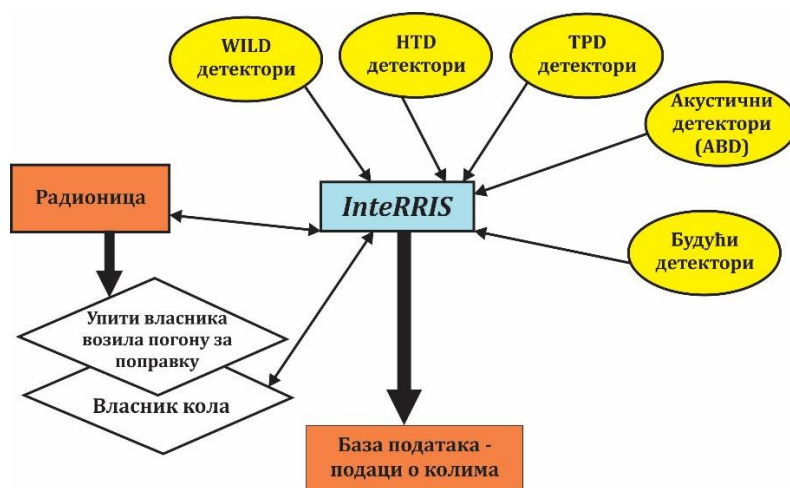 WILD
детектори
HTD
детектори
TPD
детектори
Акустични
детектори
(ABD)
Радионица
InteRRIS
Будући
детектори
Упити власника
возила погону за
поправку
Власник кола
База података -
подаци о колима